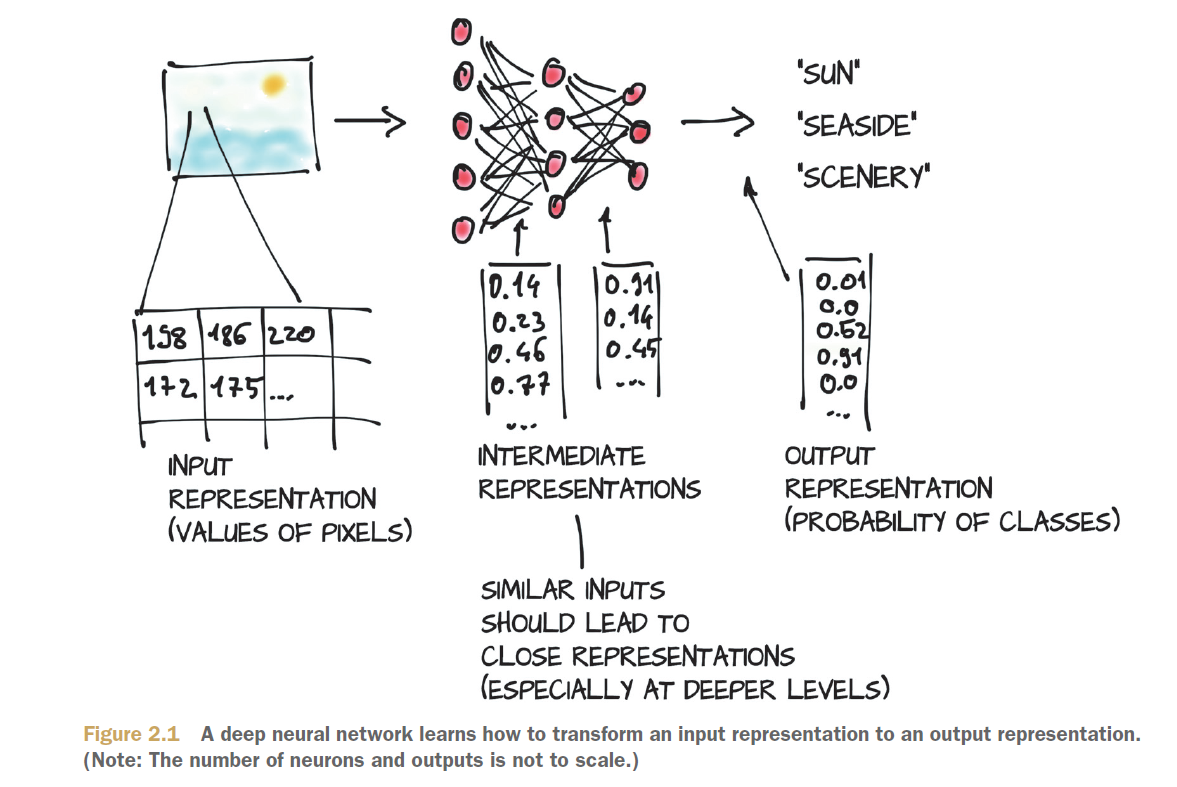 "SUN"
"SEASIDE"
"SCENERY"
158 186 220
172 175 ...
0.14
0.23
0.46
0.77
...
0.91
0.14
0.45
...
0.01
0.0
0.52
0.91
0.0
...
INPUT
REPRESENTATION
(VALUES OF PIXELS)
INTERMEDIATE
REPRESENTATIONS
OUTPUT
REPRESENTATION
(PROBABILITY OF CLASSES)
SIMILAR INPUTS
SHOULD LEAD TO
CLOSE REPRESENTATIONS
(ESPECIALLY AT DEEPER LEVELS)
Figure 2.1 A deep neural network learns how to transform an input representation to an output representation.
(Note: The number of neurons and outputs is not to scale.)